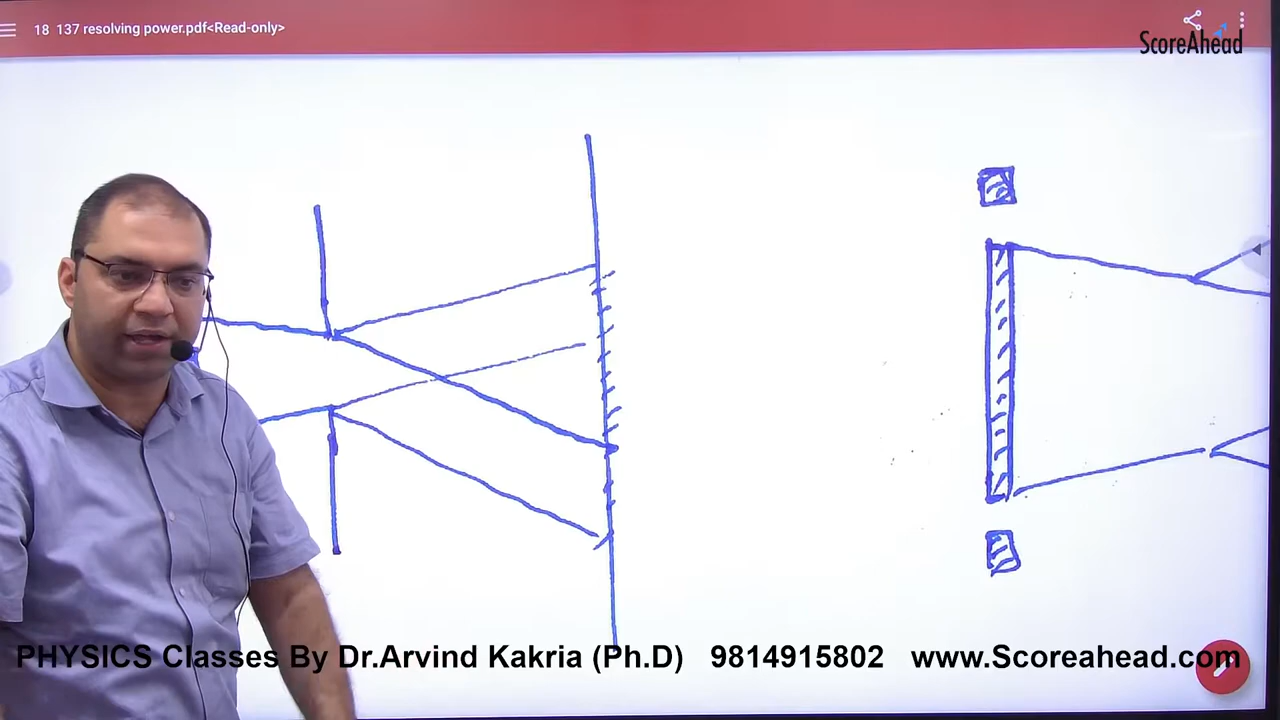 18 137 resolving power.pdf<Read-only>
ScoreAhead
PHYSICS Classes By Dr.Arvind Kakria (Ph.D) 9814915802 www.Scoreahead.com